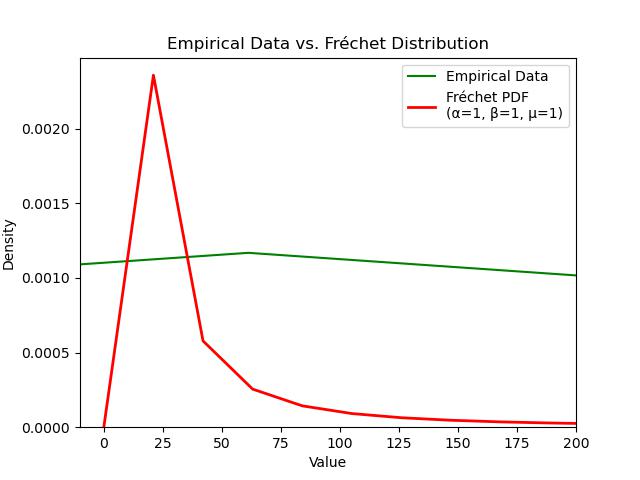 Empirical Data vs. Fréchet Distribution
Empirical Data
Fréchet PDF
(α=1, β=1, μ=1)
0.0020
0.0015
0.0010
0.0005
0.0000
Density
0
25
50
75
100
125
150
175
200
Value